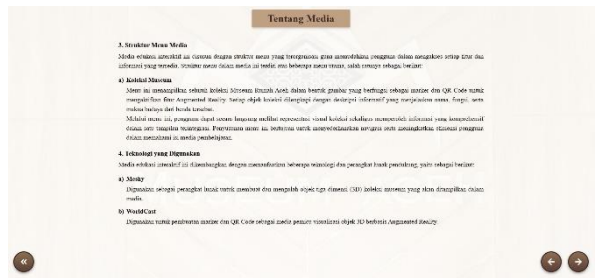 Tentang Media
3. Struktur Menu Media
Media edukasi interaktif ini disusun dengan struktur menu yang terorganisir guna memudahkan pengguna dalam mengakses setiap fitur dan
informasi yang tersedia. Struktur menu dalam media ini terdiri atas beberapa menu utama, salah satunya sebagai berikut:
a) Koleksi Museum
Menu ini menampilkan seluruh koleksi Museum Rumah Aceh dalam bentuk gambar yang berfungsi sebagai marker dan QR Code untuk
mengaktifkan fitur Augmented Reality. Setiap objek koleksi dilengkapi dengan deskripsi informatif yang menjelaskan nama, fungsi, serta
makna budaya dari benda tersebut.
Melalui menu ini, pengguna dapat secara langsung melihat representasi visual koleksi sekaligus memperoleh informasi yang komprehensif
dalam satu tampilan terintegrasi. Penyusunan menu ini bertujuan untuk menyederhanakan navigasi serta meningkatkan efisiensi pengguna
dalam memahami isi media pembelajaran.
4. Teknologi yang Digunakan
Media edukasi interaktif ini dikembangkan dengan memanfaatkan beberapa teknologi dan perangkat lunak pendukung, yaitu sebagai berikut:
a) Meshy
Digunakan sebagai perangkat lunak untuk membuat dan mengolah objek tiga dimensi (3D) koleksi museum yang akan ditampilkan dalam
media.
b) WorldCast
Digunakan untuk pembuatan marker dan QR Code sebagai media pemicu visualisasi objek 3D berbasis Augmented Reality.